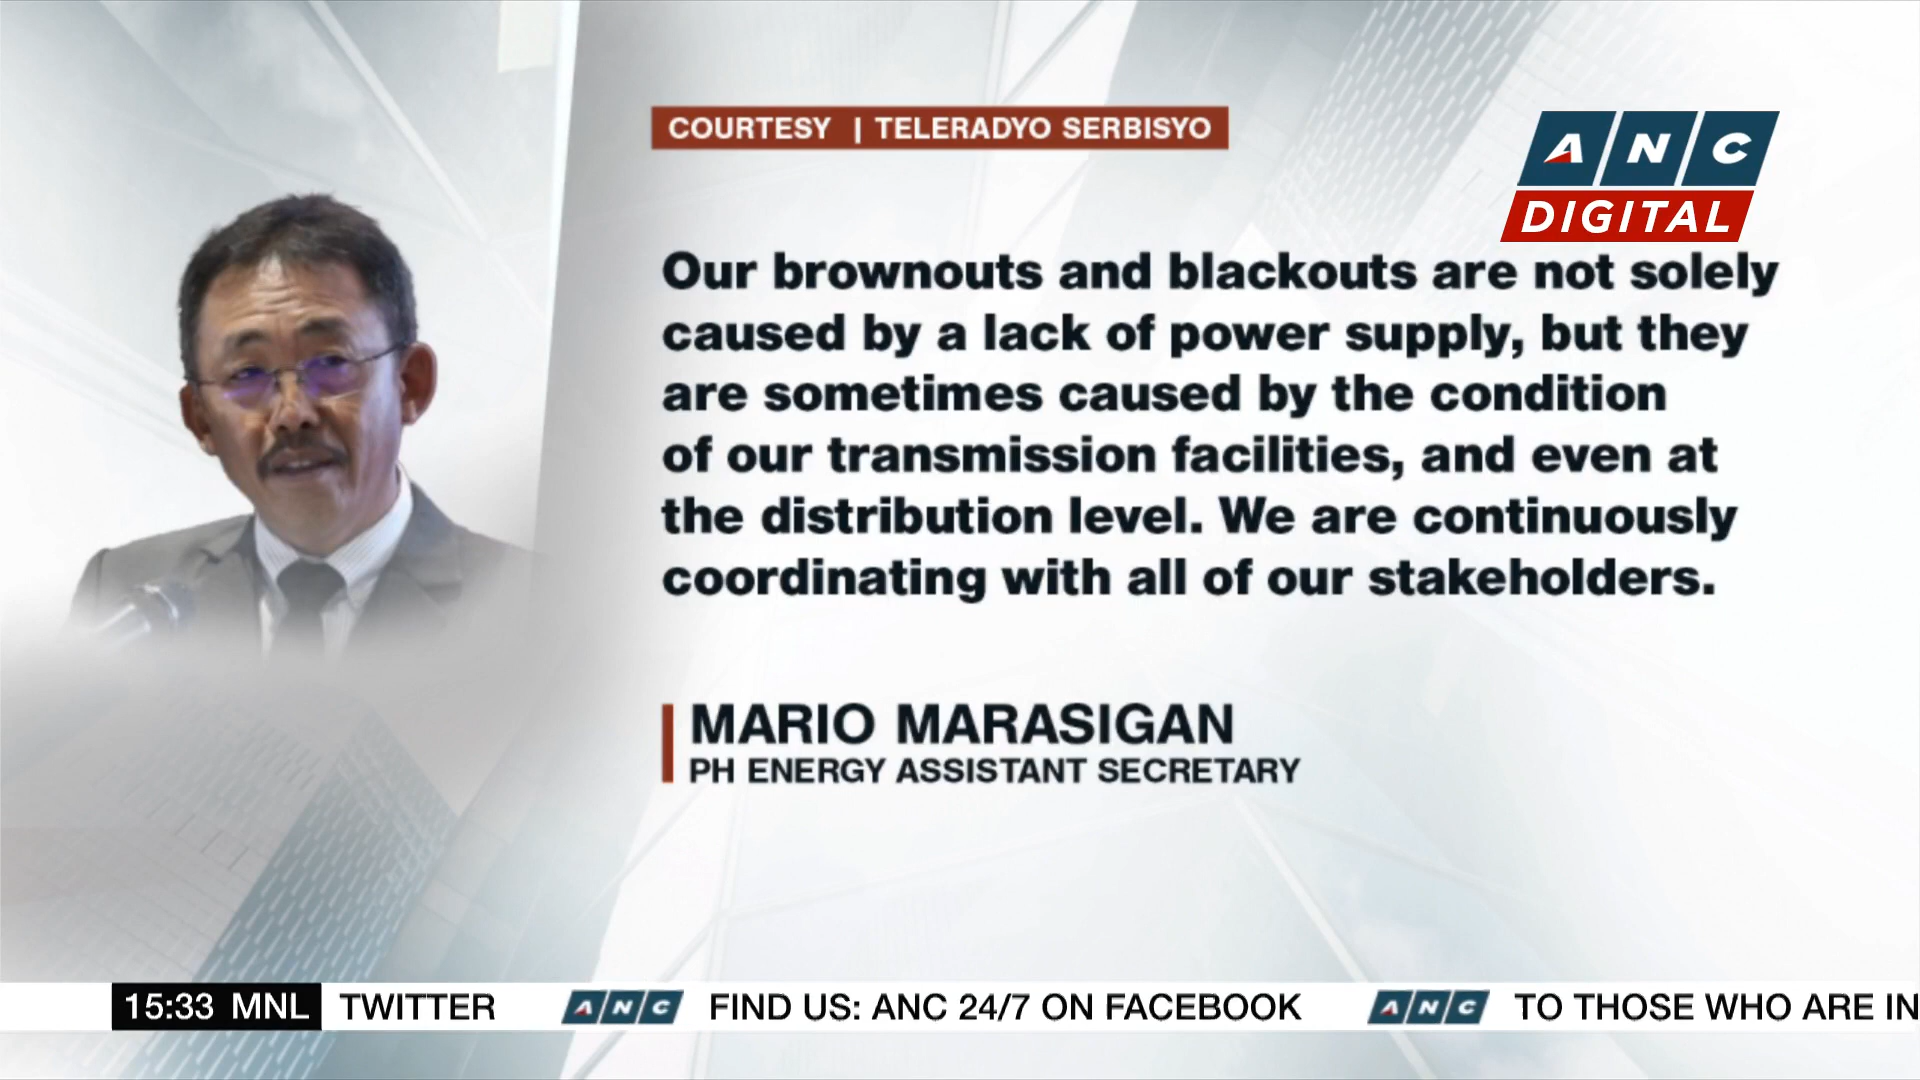 COURTESY | TELERADYO SERBISYO
ANC
DIGITAL
Our brownouts and blackouts are not solely
caused by a lack of power supply, but they
are sometimes caused by the condition
of our transmission facilities, and even at
the distribution level. We are continuously
coordinating with all of our stakeholders.
MARIO MARASIGAN
PH ENERGY ASSISTANT SECRETARY
15:33 MNL TWITTER ANC FIND US: ANC 24/7 ON FACEBOOK ANC TO THOSE WHO ARE IN